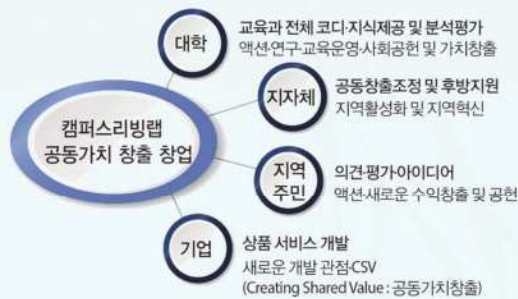 대학
교육과 전체 코디·지식제공 및 분석평가
액션·연구·교육운영·사회공헌 및 가치창출
지자체
공동창출조정 및 후방지원
지역활성화 및 지역혁신
캠퍼스리빙랩
공동가치 창출 창업
지역
주민
의견·평가·아이디어
액션·새로운 수익창출 및 공헌
기업
상품 서비스 개발
새로운 개발 관점·CSV
(Creating Shared Value : 공동가치창출)